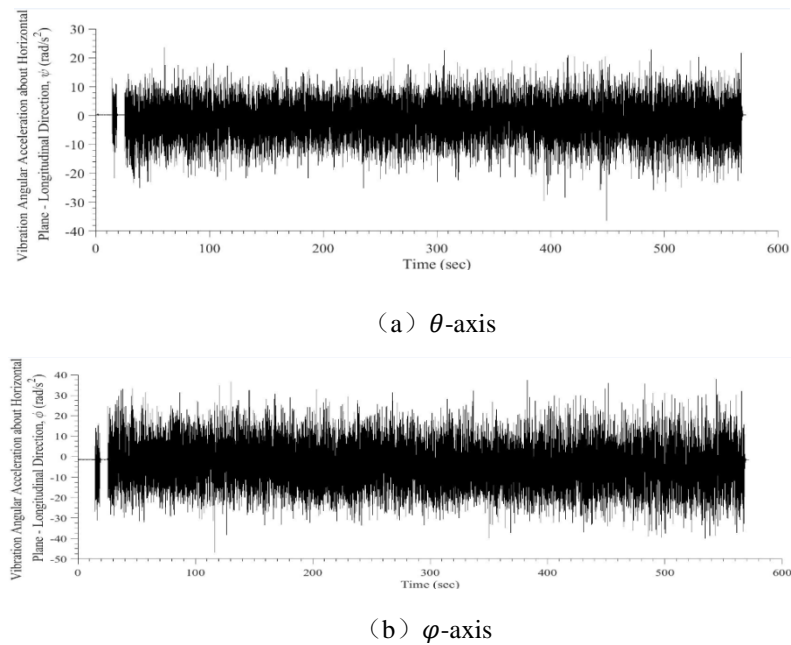 Vibration Angular Acceleration about Horizontal
Plane - Longitudinal Direction, ψ (rad/s²)
30
20
10
0
-10
-20
-30
-40
0 100 200 300 400 500 600
Time (sec)
（a）θ-axis
Vibration Angular Acceleration about Horizontal
Plane - Longitudinal Direction, ϕ (rad/s²)
40
30
20
10
0
-10
-20
-30
-40
-50
0 100 200 300 400 500 600
Time (sec)
（b）φ-axis